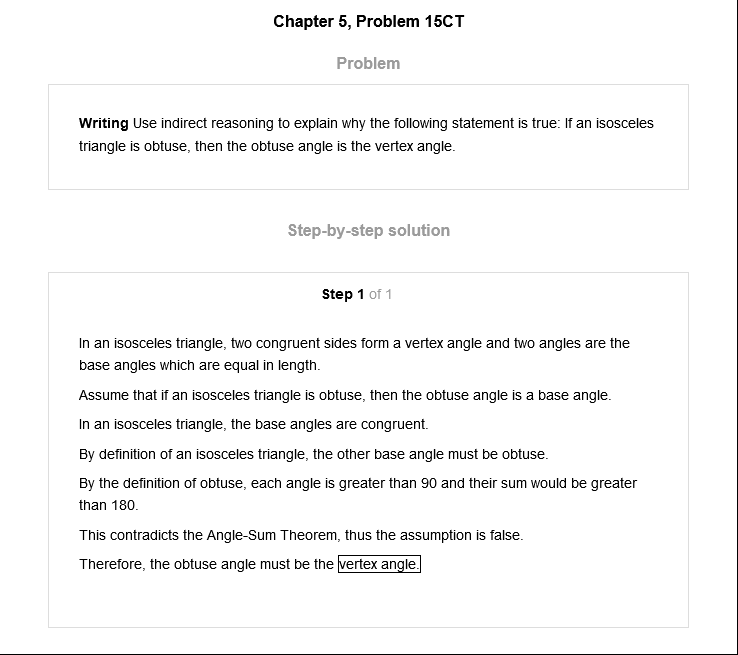 Chapter 5, Problem 15CT
Problem
Writing Use indirect reasoning to explain why the following statement is true: If an isosceles
triangle is obtuse, then the obtuse angle is the vertex angle.
Step-by-step solution
Step 1 of 1
In an isosceles triangle, two congruent sides form a vertex angle and two angles are the
base angles which are equal in length.
Assume that if an isosceles triangle is obtuse, then the obtuse angle is a base angle.
In an isosceles triangle, the base angles are congruent.
By definition of an isosceles triangle, the other base angle must be obtuse.
By the definition of obtuse, each angle is greater than 90 and their sum would be greater
than 180.
This contradicts the Angle-Sum Theorem, thus the assumption is false.
Therefore, the obtuse angle must be the vertex angle.